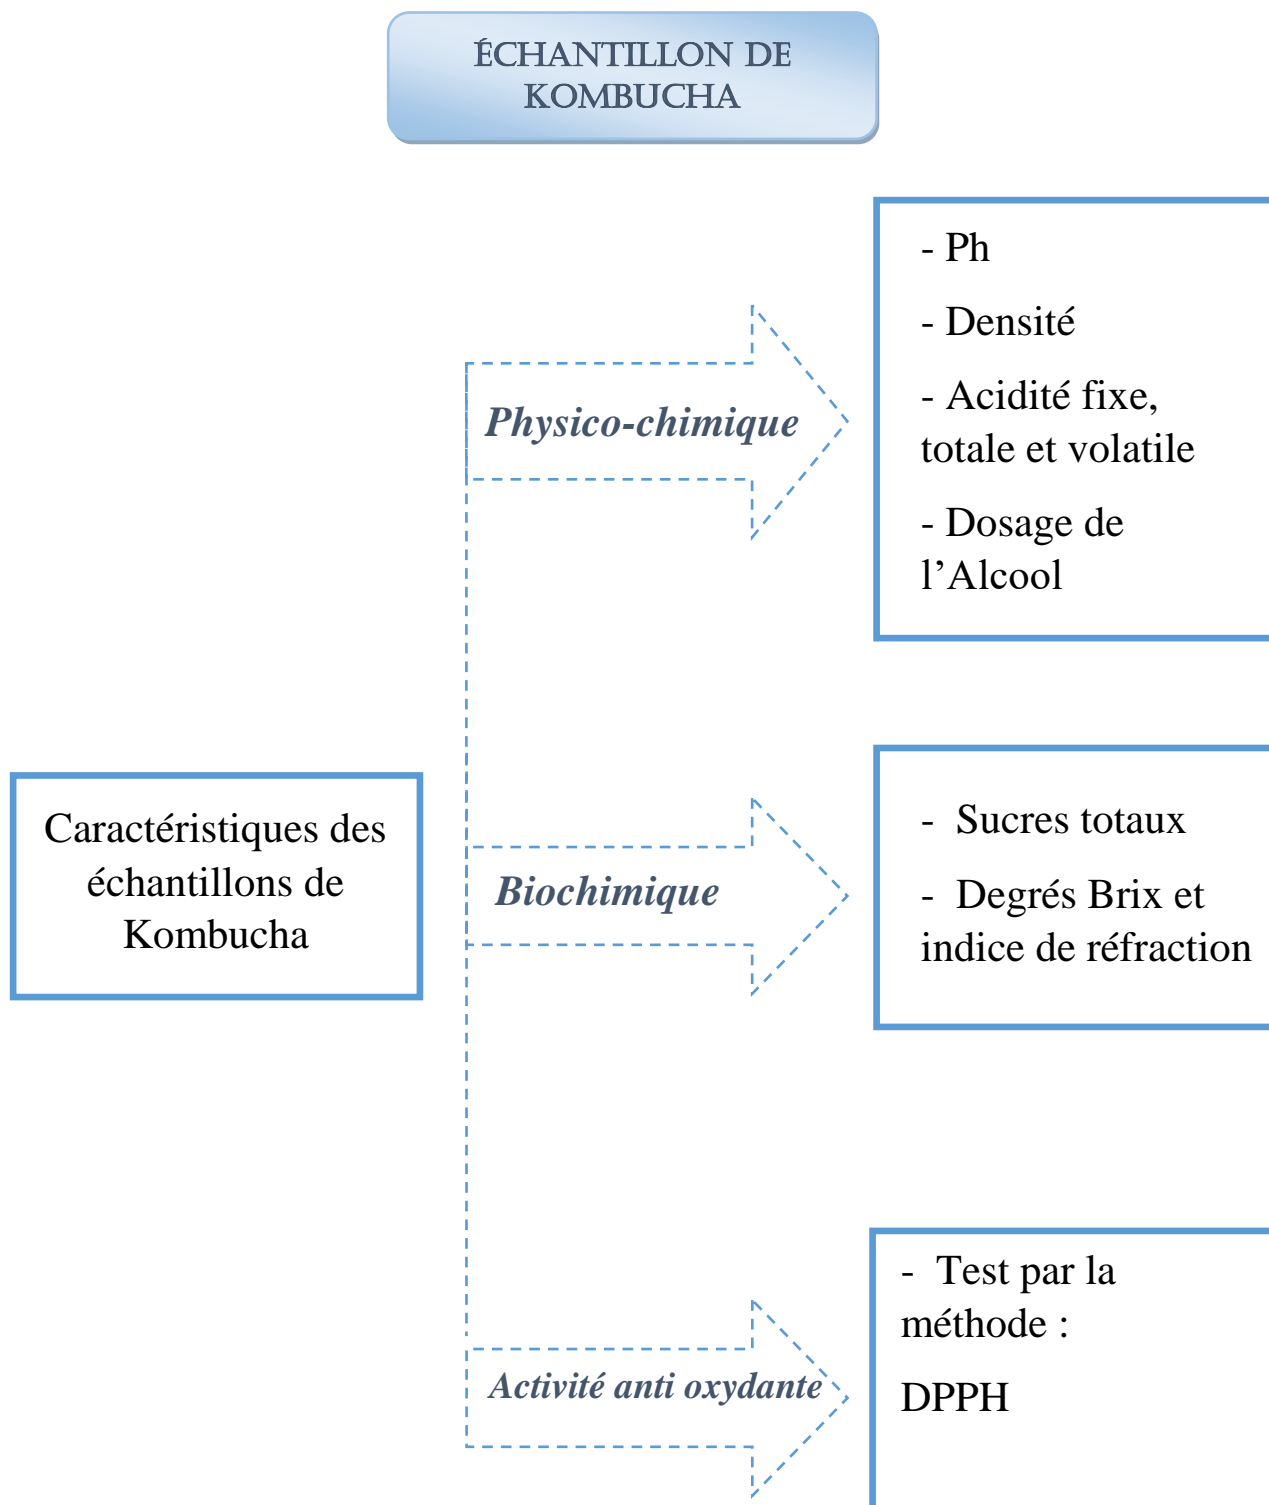 ÉCHANTILLON DE
KOMBUCHA
- Ph
- Densité
- Acidité fixe,
totale et volatile
- Dosage de
l’Alcool
Physico-chimique
Caractéristiques des
échantillons de
Kombucha
Biochimique
- Sucres totaux
- Degrés Brix et
indice de réfraction
Activité anti oxydante
- Test par la
méthode :
DPPH